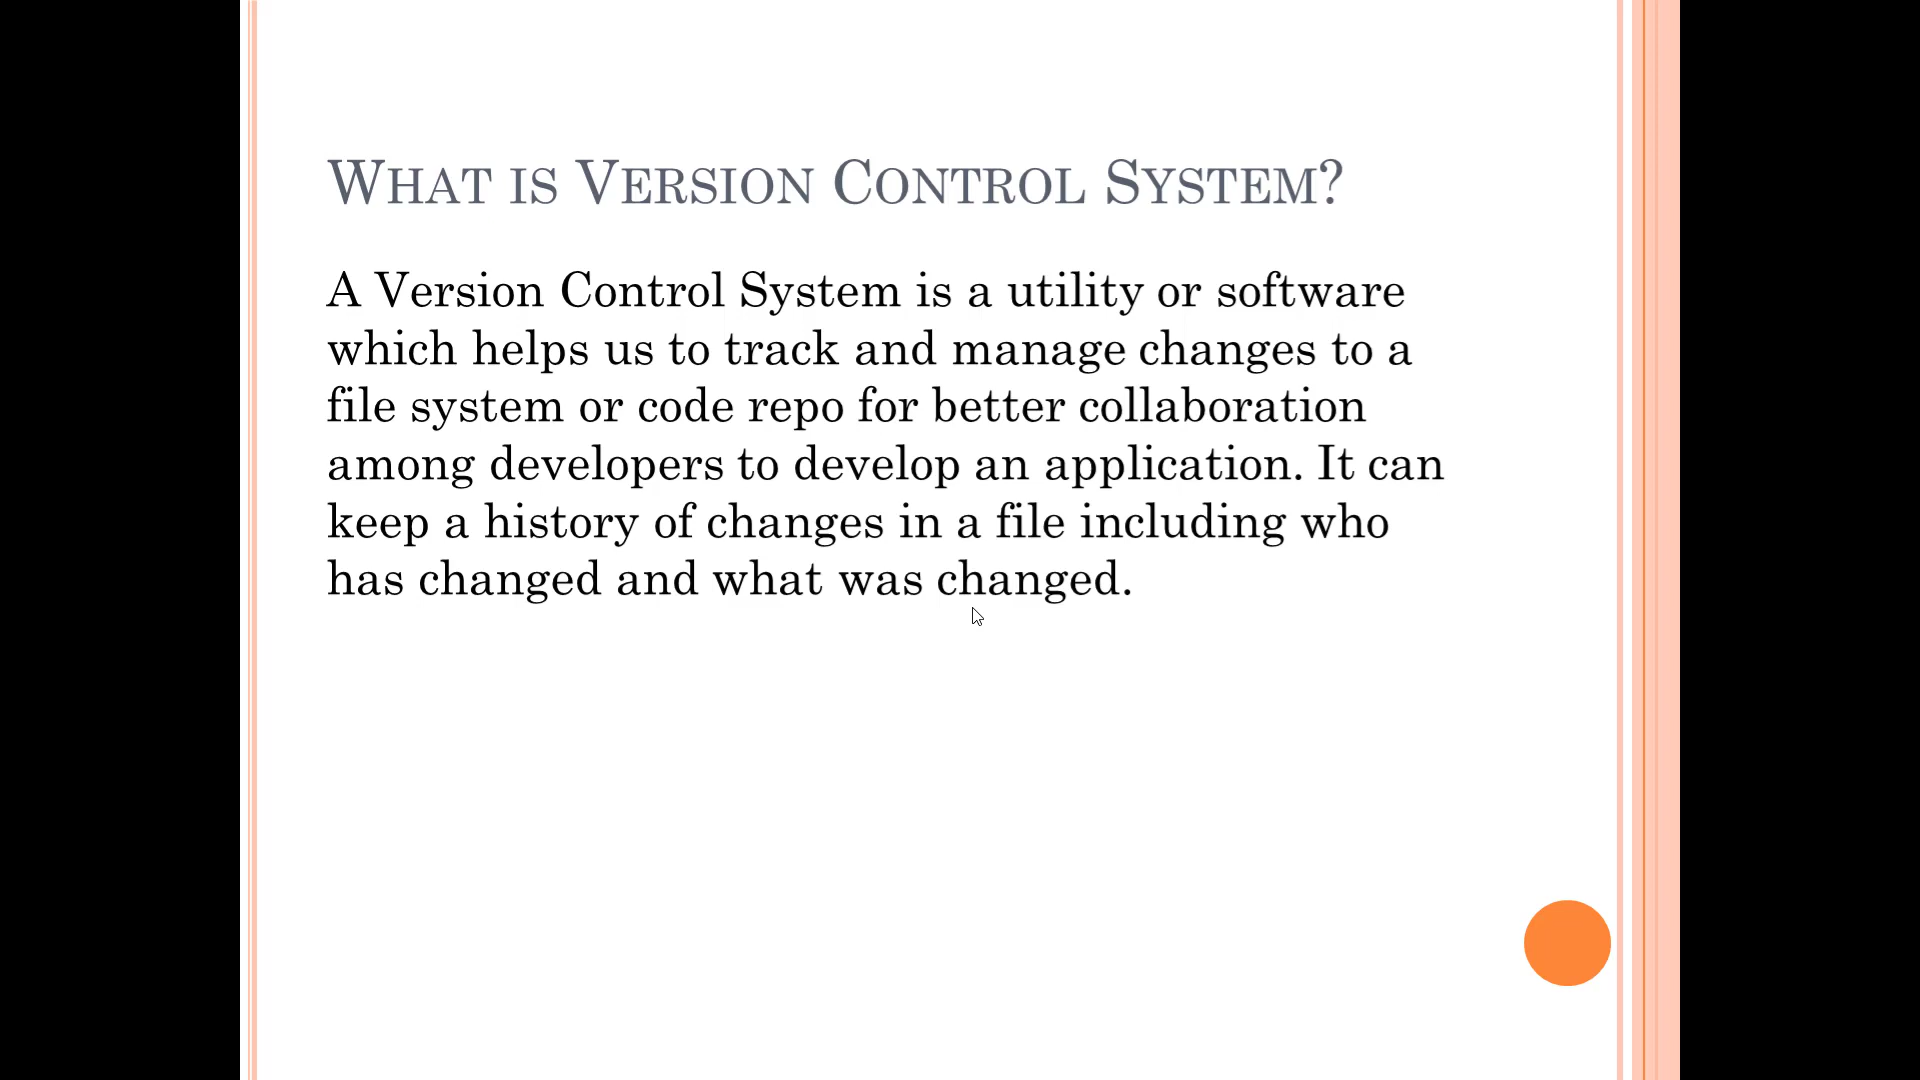 What is Version Control System?
A Version Control System is a utility or software
which helps us to track and manage changes to a
file system or code repo for better collaboration
among developers to develop an application. It can
keep a history of changes in a file including who
has changed and what was changed.